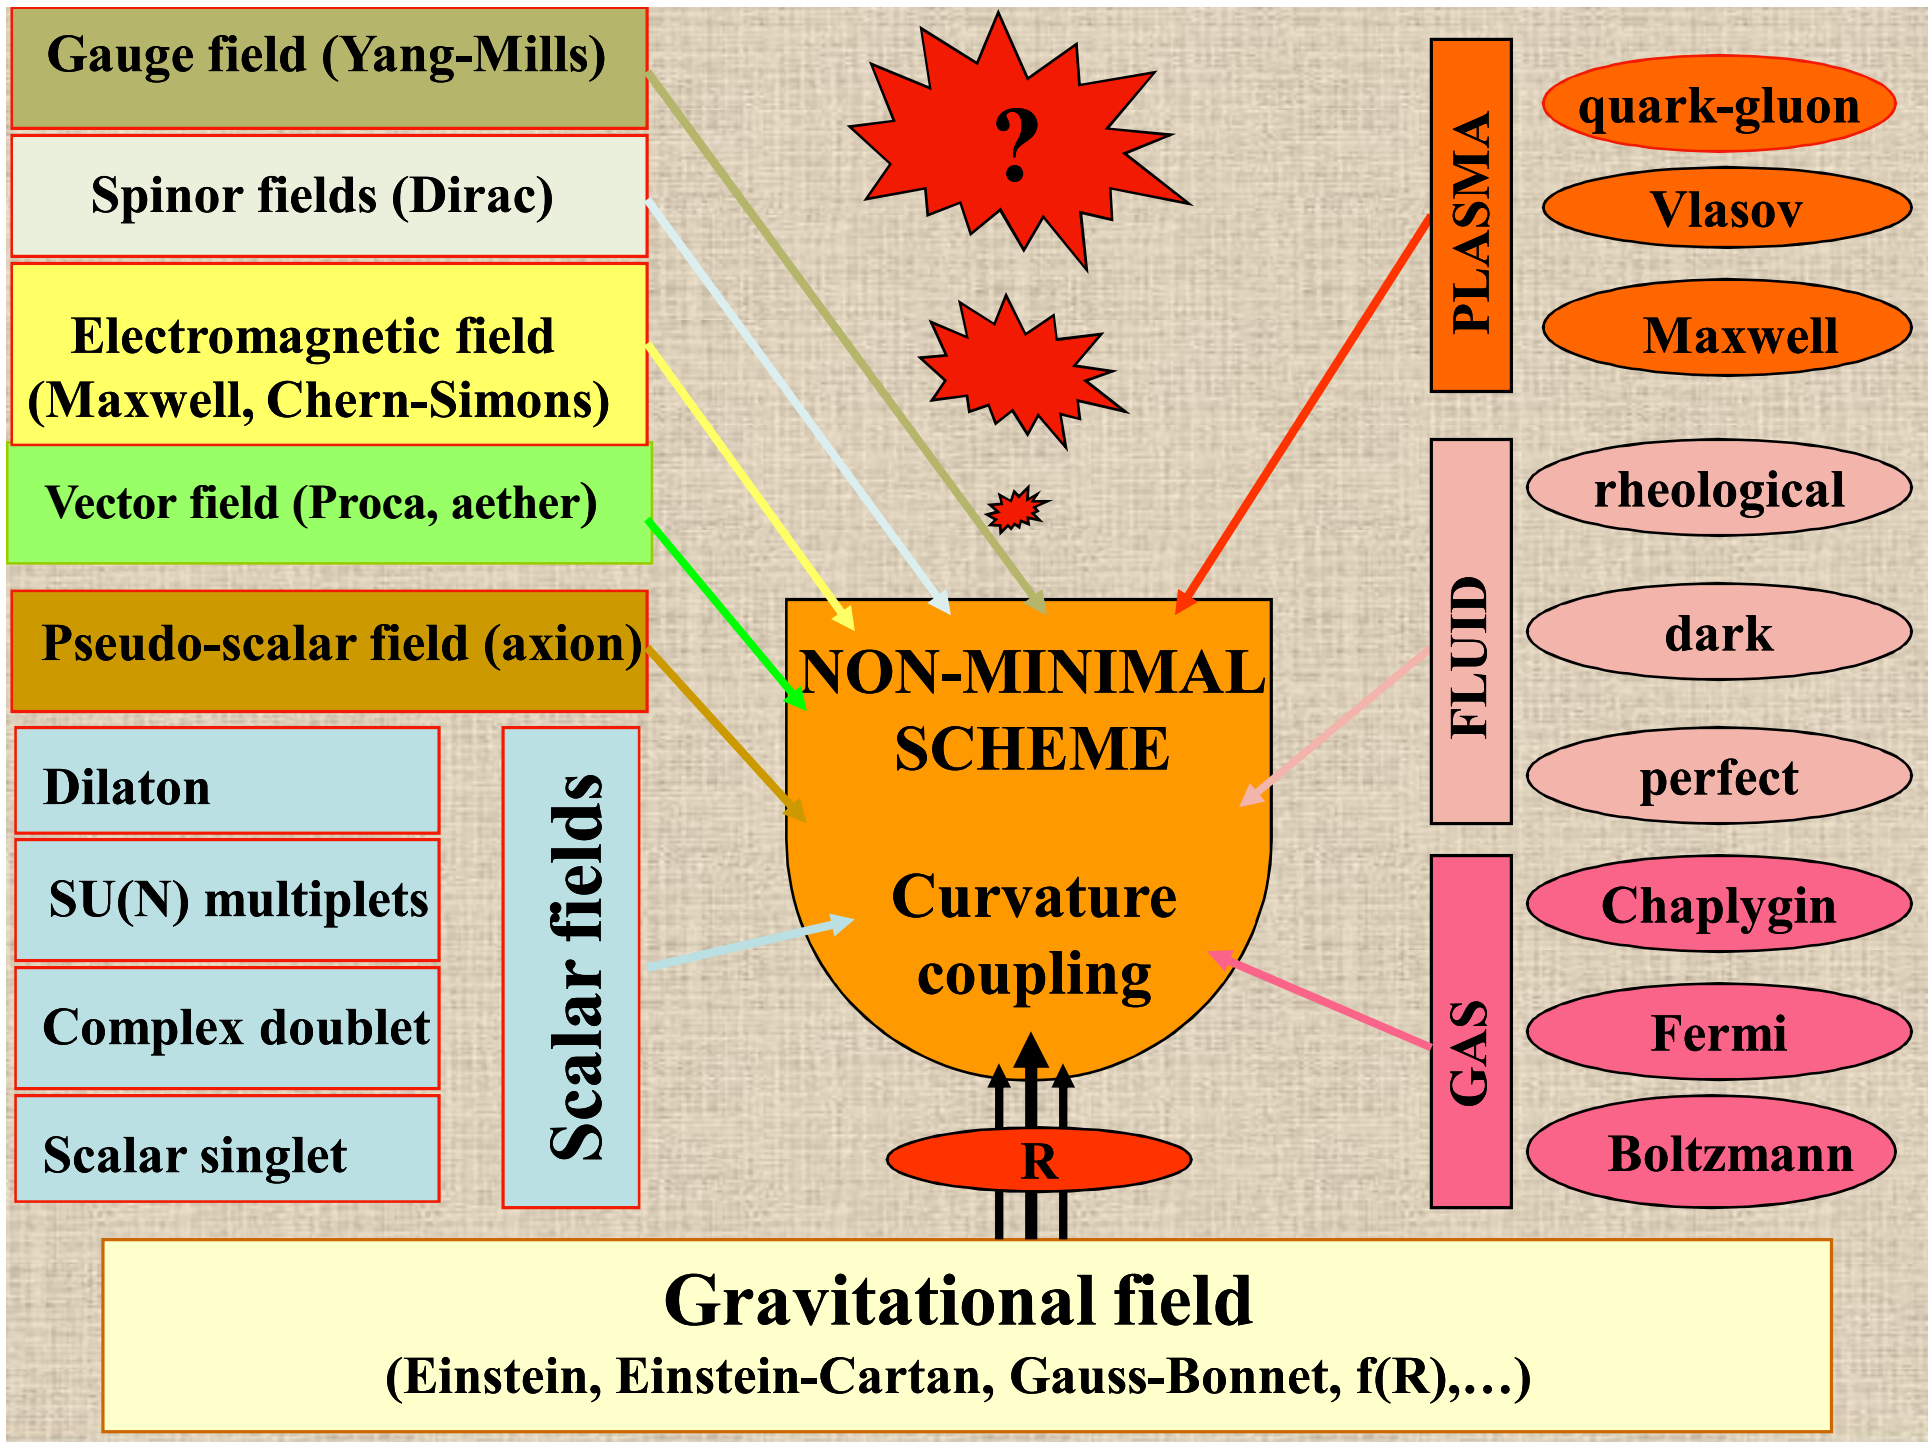 Gauge field (Yang-Mills)
Spinor fields (Dirac)
Electromagnetic field
(Maxwell, Chern-Simons)
Vector field (Proca, aether)
Pseudo-scalar field (axion)
Dilaton
SU(N) multiplets
Complex doublet
Scalar singlet
Scalar fields
?
NON-MINIMAL
SCHEME
Curvature
coupling
R
PLASMA
quark-gluon
Vlasov
Maxwell
FLUID
rheological
dark
perfect
GAS
Chaplygin
Fermi
Boltzmann
Gravitational field
(Einstein, Einstein-Cartan, Gauss-Bonnet, f(R),...)